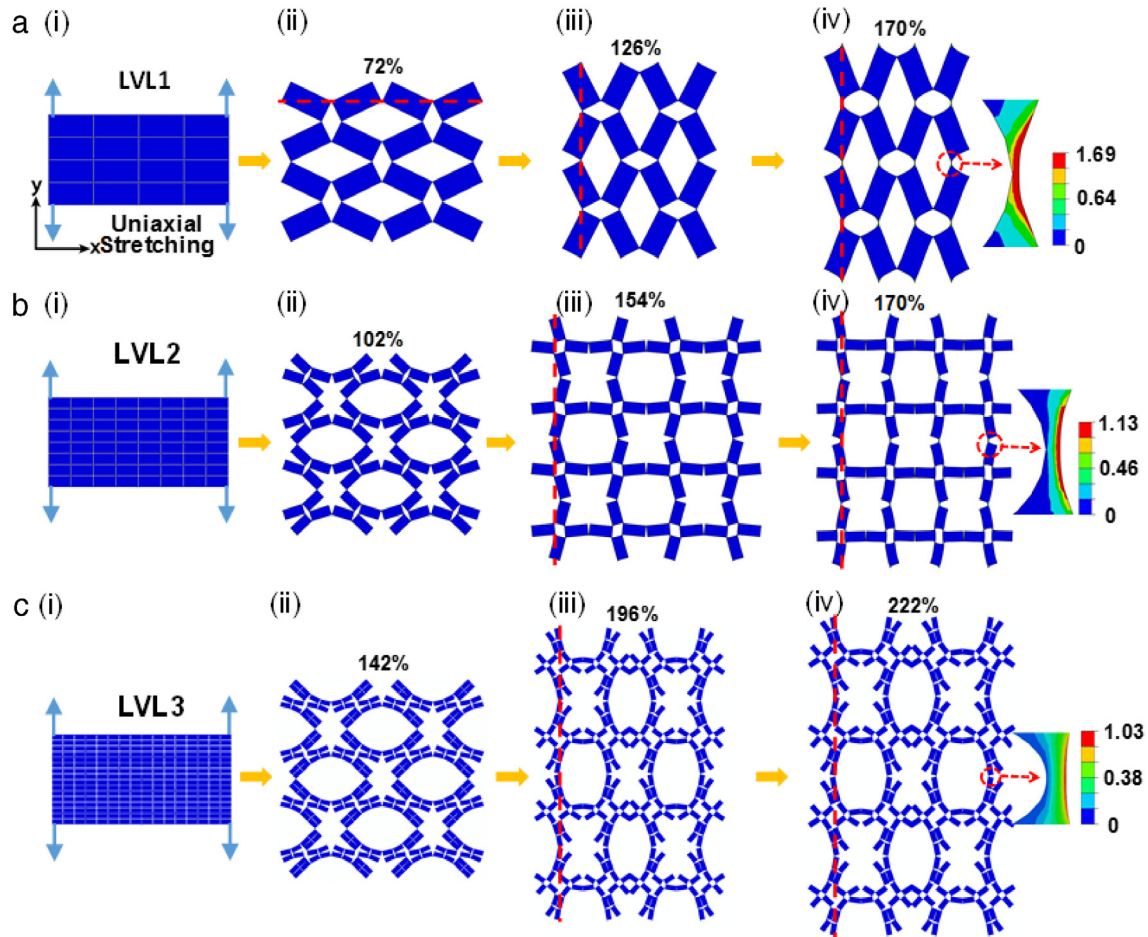 a (i) (ii) (iii) (iv)
LVL1 72% 126% 170%
1.69
0.64
0
y
x
Uniaxial
Stretching
b (i) (ii) (iii) (iv)
LVL2 102% 154% 170%
1.13
0.46
0
c (i) (ii) (iii) (iv)
LVL3 142% 196% 222%
1.03
0.38
0